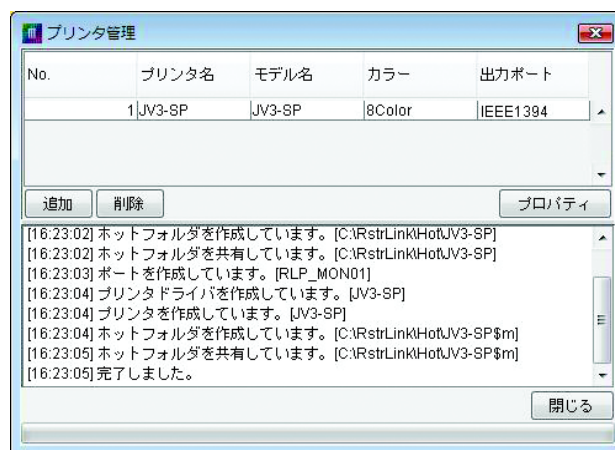 プリンタ管理
No. プリンタ名 モデル名 カラー 出力ポート
1 JV3-SP JV3-SP 8Color IEEE1394
追加 削除 プロパティ
[16:23:02] ホットフォルダを作成しています。[C:\RstrLink\Hot\JV3-SP]
[16:23:02] ホットフォルダを共有しています。[C:\RstrLink\Hot\JV3-SP]
[16:23:03] ポートを作成しています。[RLP_MON01]
[16:23:04] プリンタドライバを作成しています。[JV3-SP]
[16:23:04] プリンタを作成しています。[JV3-SP]
[16:23:04] ホットフォルダを作成しています。[C:\RstrLink\Hot\JV3-SP$m]
[16:23:05] ホットフォルダを共有しています。[C:\RstrLink\Hot\JV3-SP$m]
[16:23:05] 完了しました。
閉じる